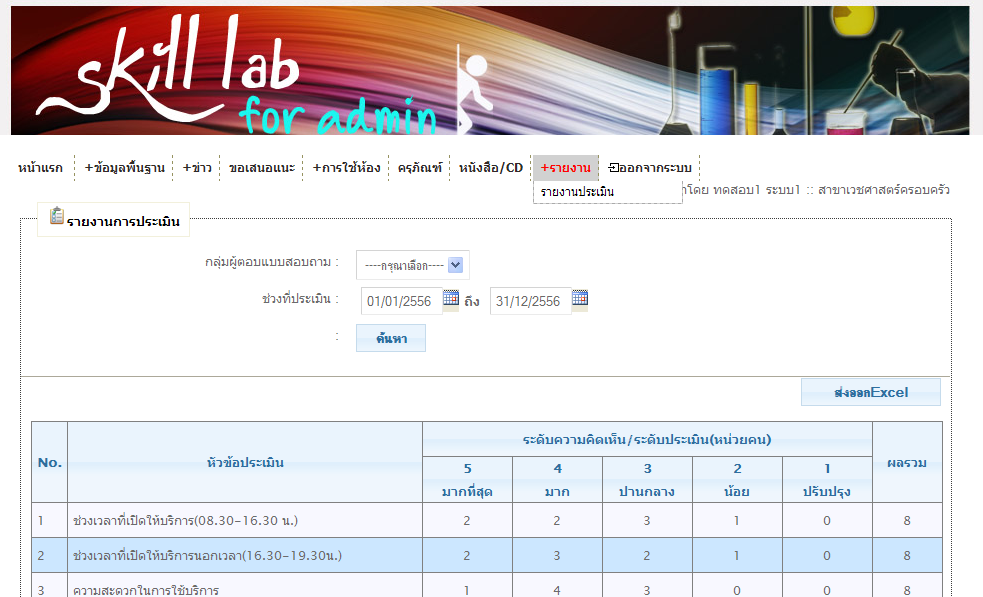 skill lab
for admin
หน้าแรก +ข้อมูลพื้นฐาน +ข่าว ขอเสนอแนะ +การใช้ห้อง ครุภัณฑ์ หนังสือ/CD +รายงาน ออกจากระบบ
รายงานประเมิน โดย ทดสอบ1 ระบบ1 :: สาขาเวชศาสตร์ครอบครัว
รายงานการประเมิน
กลุ่มผู้ตอบแบบสอบถาม : ----กรุณาเลือก----
ช่วงที่ประเมิน : 01/01/2556 ถึง 31/12/2556
: ค้นหา
ส่งออกExcel
ระดับความคิดเห็น/ระดับประเมิน(หน่วยคน)
No. หัวข้อประเมิน 5 4 3 2 1 ผลรวม
มากที่สุด มาก ปานกลาง น้อย ปรับปรุง
1 ช่วงเวลาที่เปิดให้บริการ(08.30-16.30 น.) 2 2 3 1 0 8
2 ช่วงเวลาที่เปิดให้บริการนอกเวลา(16.30-19.30น.) 2 3 2 1 0 8
3 ความสะดวกในการใช้บริการ 1 4 3 0 0 8